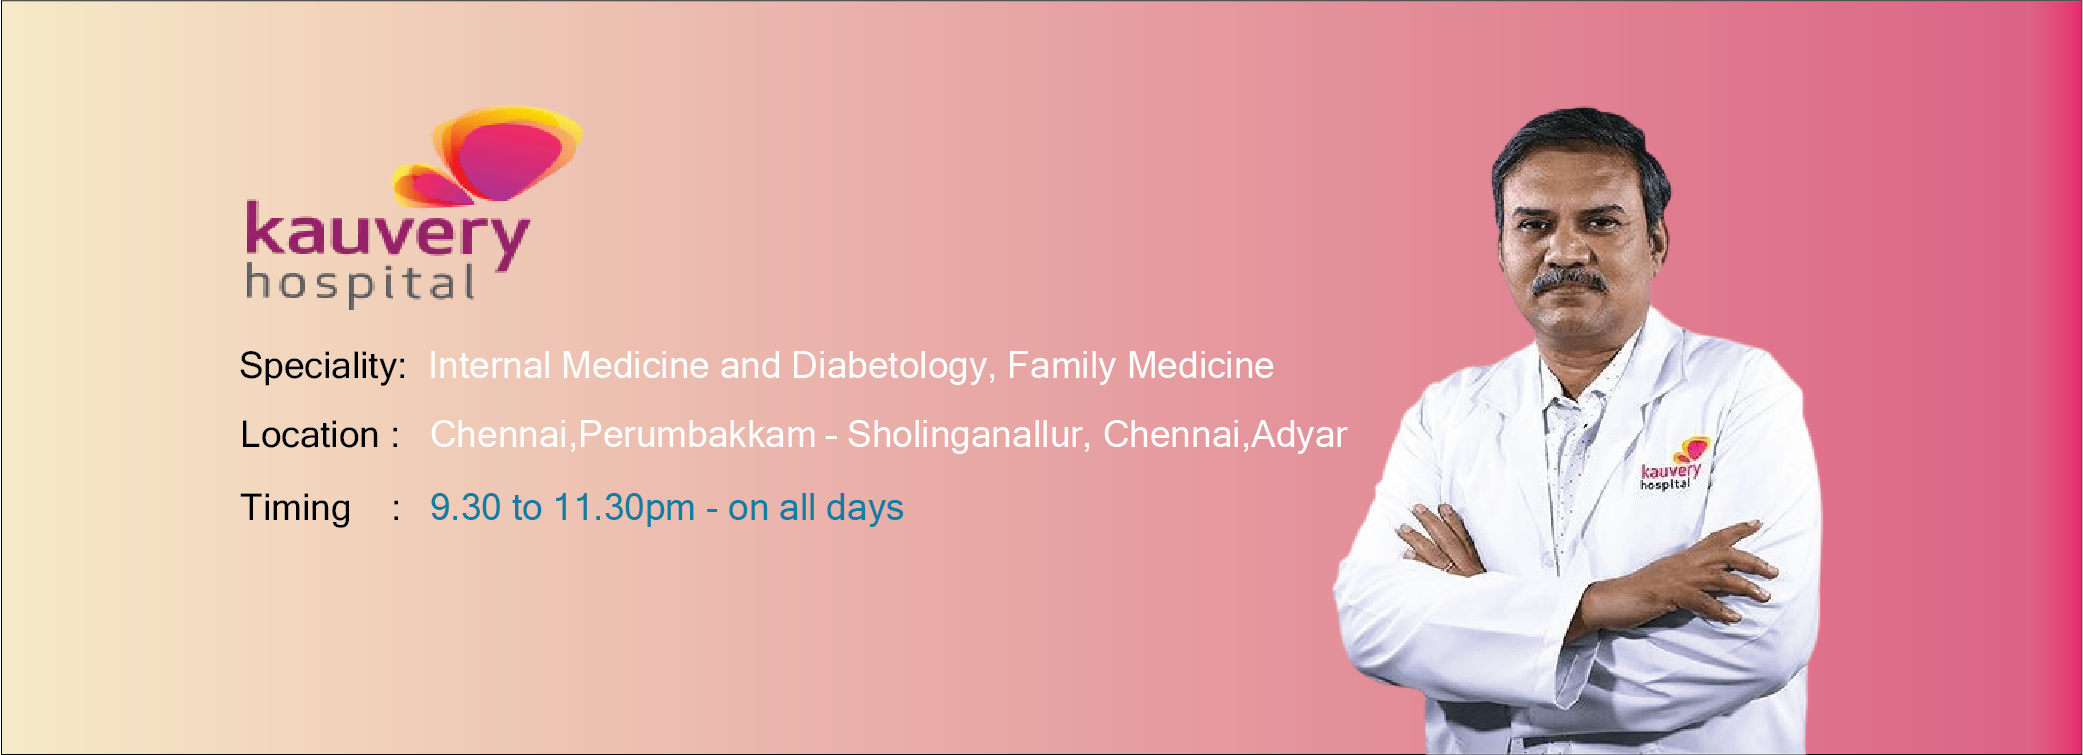 kauvery
hospital
Speciality: Internal Medicine and Diabetology, Family Medicine
Location : Chennai,Perumbakkam - Sholinganallur, Chennai,Adyar
Timing : 9.30 to 11.30pm - on all days
kauvery
hospital